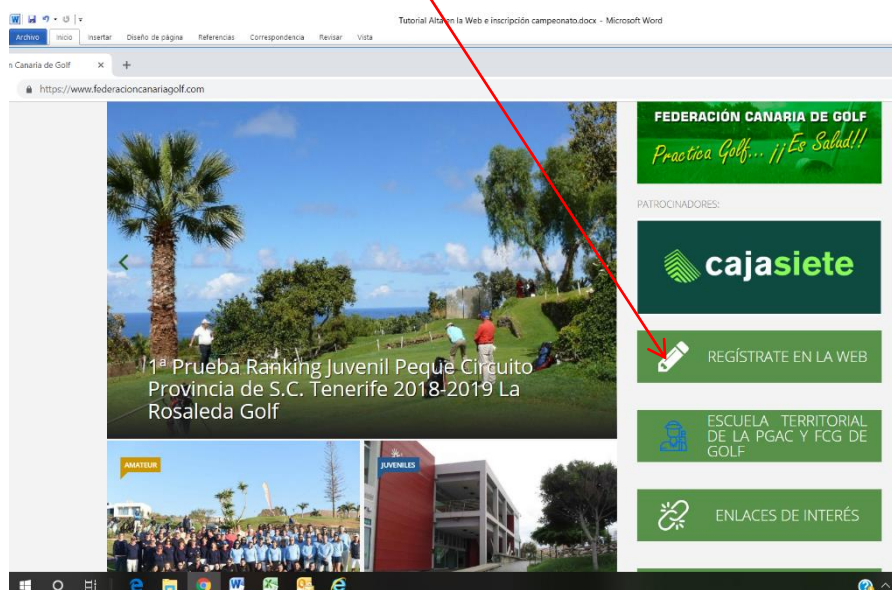 Tutorial Alta en la Web e inscripción campeonato.docx - Microsoft Word
Archivo Inicio Insertar Diseño de página Referencias Correspondencia Revisar Vista
n Canaria de Golf × +
https://www.federacioncanariagolf.com
FEDERACIÓN CANARIA DE GOLF
Practica Golf... ¡¡Es Salud!!
PATROCINADORES:
cajasiete
1ª Prueba Ranking Juvenil Peque Circuito
Provincia de S.C. Tenerife 2018-2019 La
Rosaleda Golf
REGÍSTRATE EN LA WEB
ESCUELA TERRITORIAL
DE LA PGAC Y FCG DE
GOLF
AMATEUR
JUVENILES
ENLACES DE INTERÉS